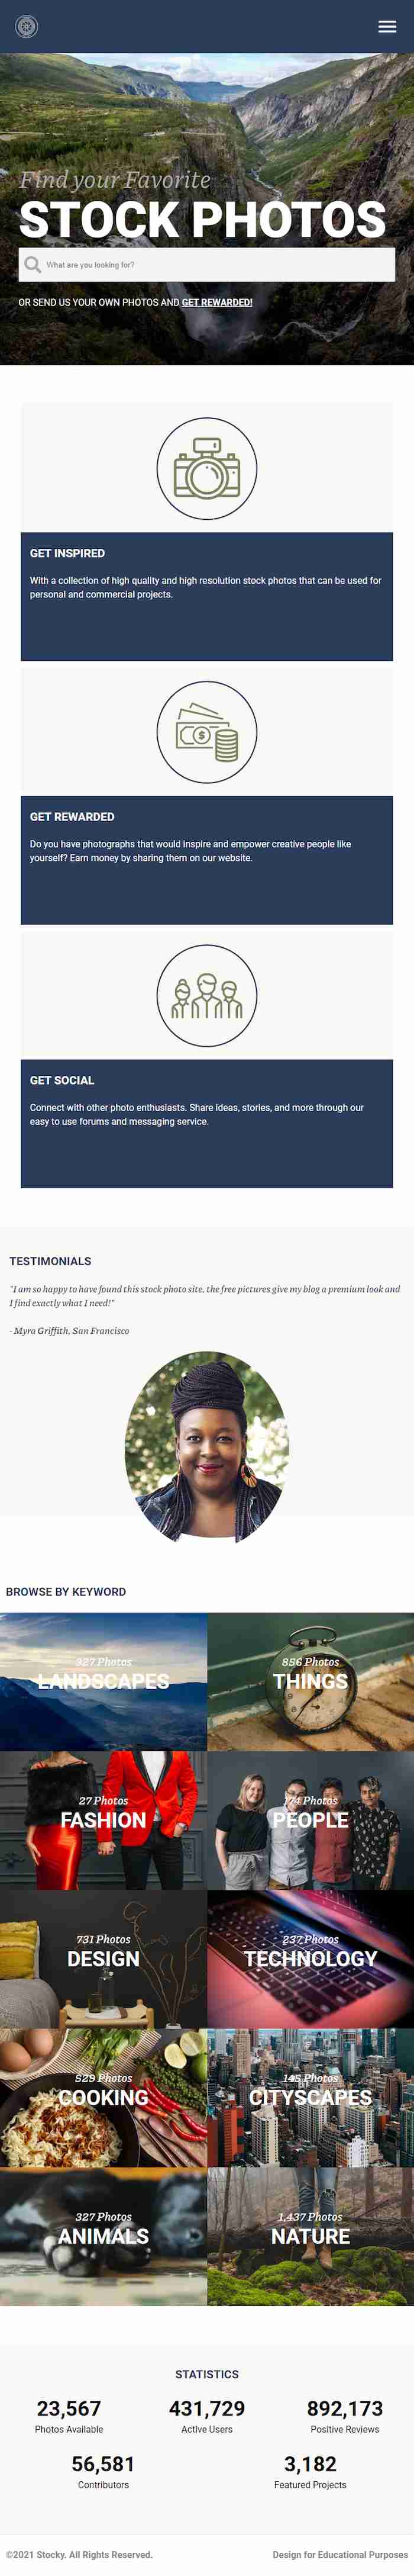 Find your Favorite
STOCK PHOTOS
What are you looking for?
OR SEND US YOUR OWN PHOTOS AND GET REWARDED!
GET INSPIRED
With a collection of high quality and high resolution stock photos that can be used for
personal and commercial projects.
GET REWARDED
Do you have photographs that would inspire and empower creative people like
yourself? Earn money by sharing them on our website.
GET SOCIAL
Connect with other photo enthusiasts. Share ideas, stories, and more through our
easy to use forums and messaging service.
TESTIMONIALS
"I am so happy to have found this stock photo site, the free pictures give my blog a premium look and
I find exactly what I need!"
- Myra Griffith, San Francisco
BROWSE BY KEYWORD
327 Photos
LANDSCAPES
856 Photos
THINGS
27 Photos
FASHION
174 Photos
PEOPLE
731 Photos
DESIGN
237 Photos
TECHNOLOGY
529 Photos
COOKING
145 Photos
CITYSCAPES
327 Photos
ANIMALS
1,437 Photos
NATURE
STATISTICS
23,567
Photos Available
431,729
Active Users
892,173
Positive Reviews
56,581
Contributors
3,182
Featured Projects
©2021 Stocky. All Rights Reserved.
Design for Educational Purposes